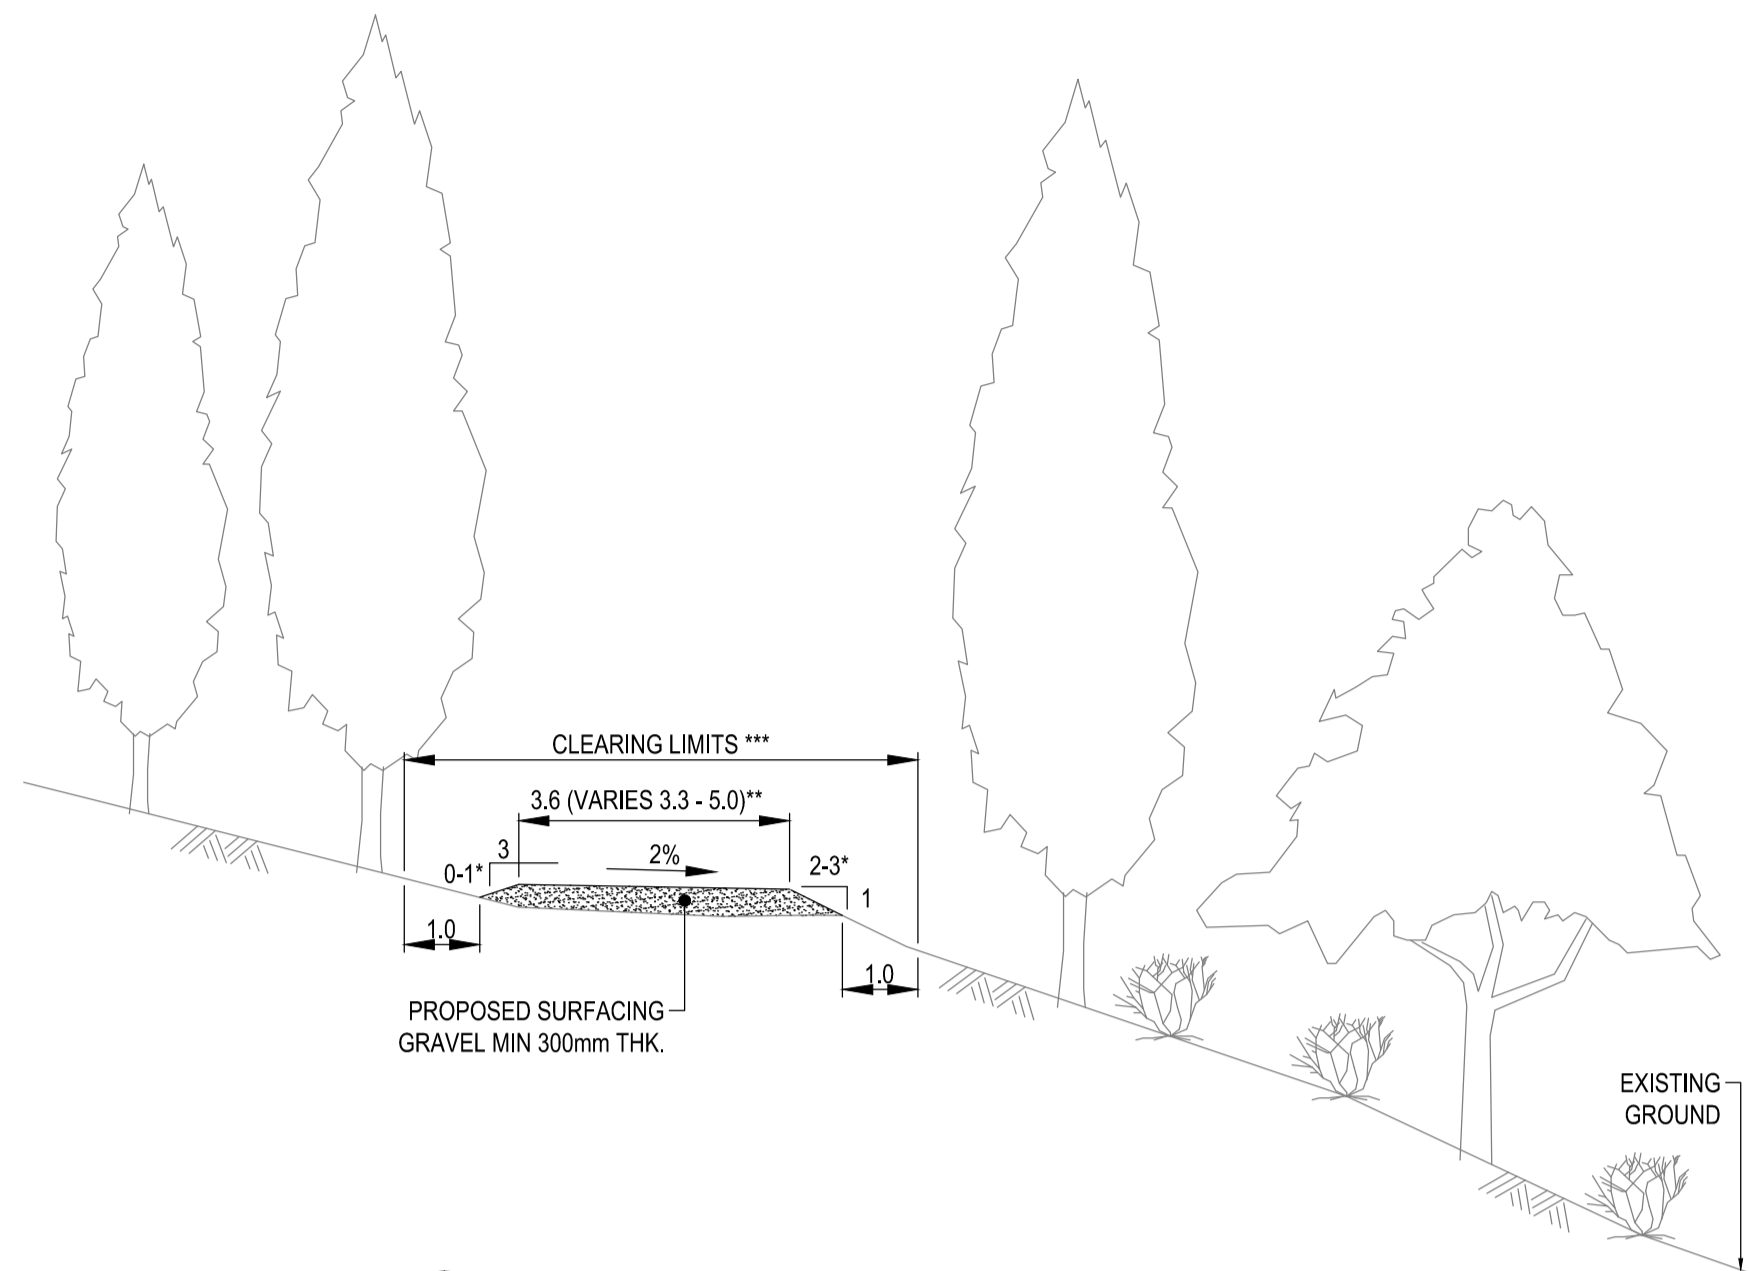 CLEARING LIMITS ***
3.6 (VARIES 3.3 - 5.0)**
3
0-1*
2%
2-3*
1
1.0
1.0
PROPOSED SURFACING
GRAVEL MIN 300mm THK.
EXISTING
GROUND